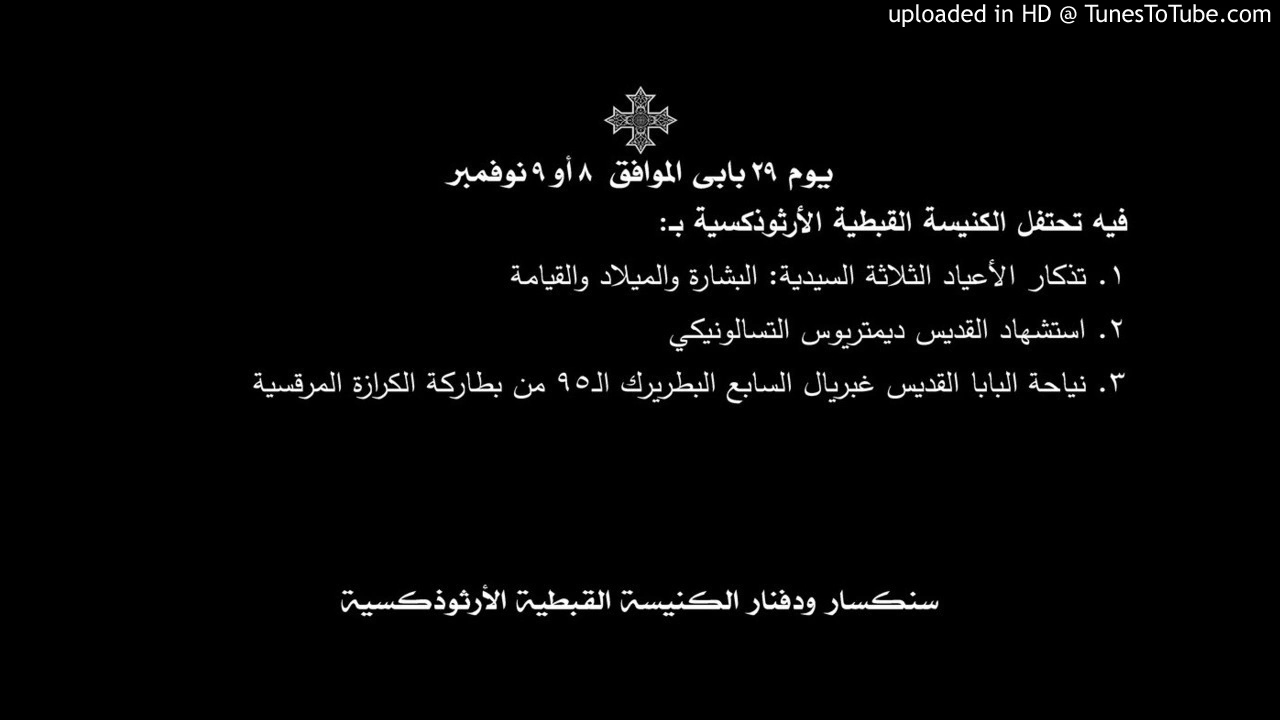 uploaded in HD @ TunesToTube.com
يوم ٢٩ بابى الموافق ٨ أو ٩ نوفمبر
فيه تحتفل الكنيسة القبطية الأرثوذكسية بـ:
١. تذكار الأعياد الثلاثة السيدية: البشارة والميلاد والقيامة
٢. استشهاد القديس ديمتريوس التسالونيكي
٣. نياحة البابا القديس غبريال السابع البطريرك الـ٩٥ من بطاركة الكرازة المرقسية
سنكسار ودفنار الكنيسة القبطية الأرثوذكسية